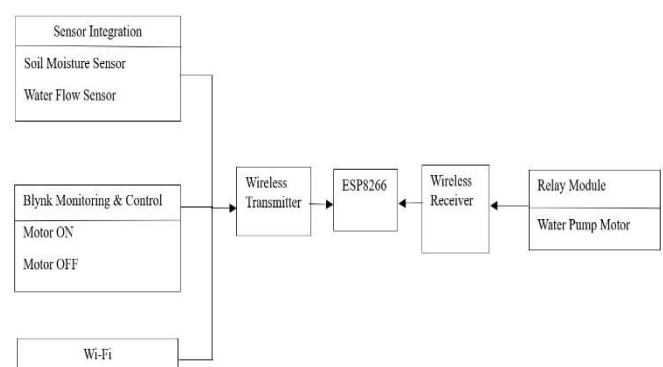 Sensor Integration
Soil Moisture Sensor
Water Flow Sensor
Blynk Monitoring & Control
Motor ON
Motor OFF
Wi-Fi
Wireless
Transmitter
ESP8266
Wireless
Receiver
Relay Module
Water Pump Motor